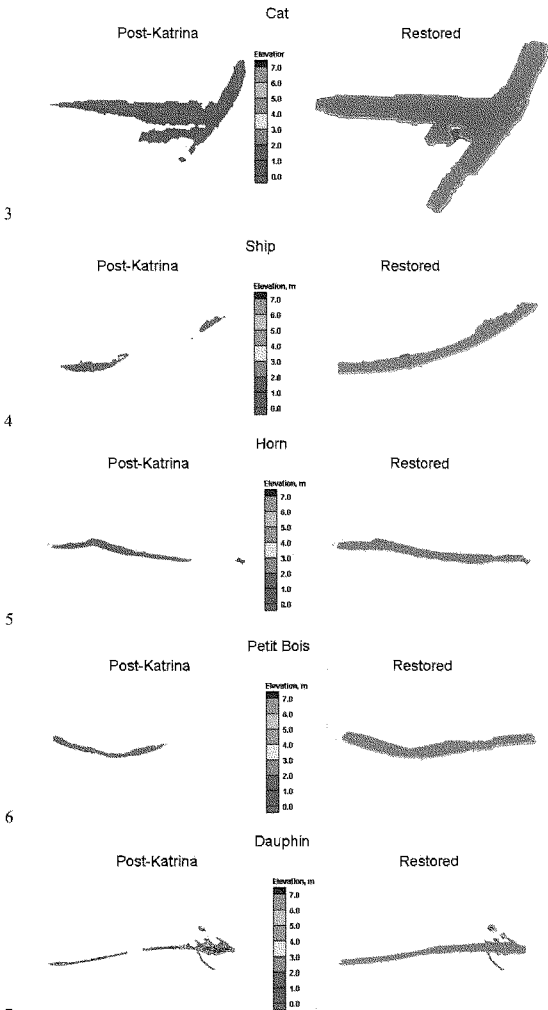 Cat
Post-Katrina
Restored
Elevation
7.0
6.0
5.0
4.0
3.0
2.0
1.0
0.0
3
Ship
Post-Katrina
Restored
Elevation, m
7.0
6.0
5.0
4.0
3.0
2.0
1.0
0.0
4
Horn
Post-Katrina
Restored
Elevation, m
7.0
6.0
5.0
4.0
3.0
2.0
1.0
0.0
5
Petit Bois
Post-Katrina
Restored
Elevation, m
7.0
6.0
5.0
4.0
3.0
2.0
1.0
0.0
6
Dauphin
Post-Katrina
Restored
Elevation, m
7.0
6.0
5.0
4.0
3.0
2.0
1.0
0.0